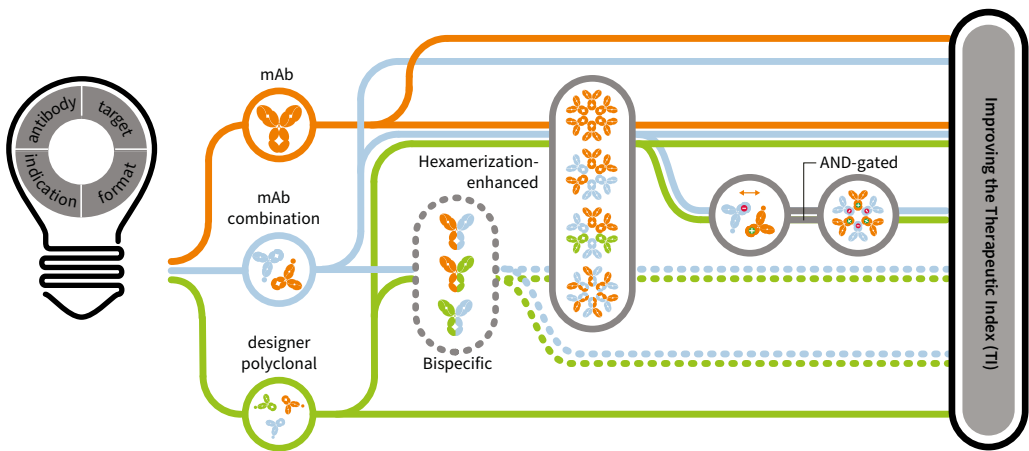 antibody
target
indication
format
mAb
mAb
combination
designer
polyclonal
Hexamerization-
enhanced
Bispecific
AND-gated
Improving the Therapeutic Index (TI)